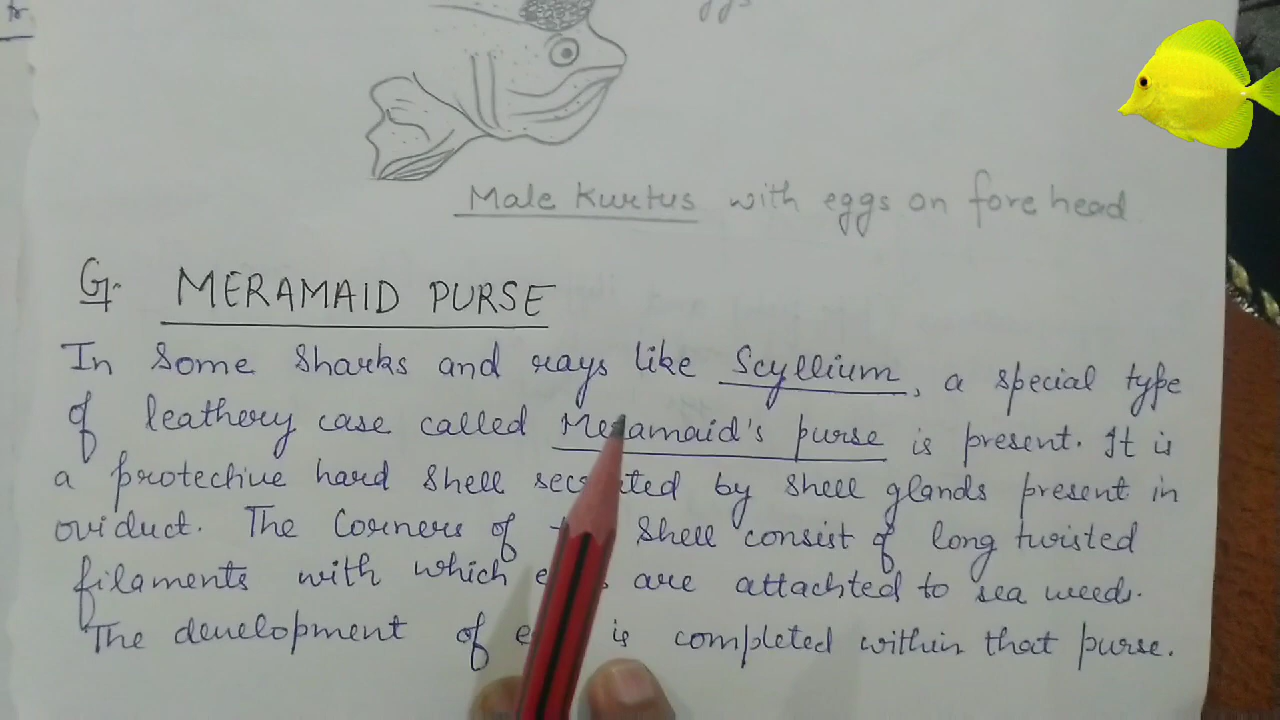 Male Kurtus with eggs on fore head
G. MERAMAID PURSE
In some sharks and rays like Scyllium, a special type
of leathery case called Meramaid's purse is present. It is
a protective hard shell secreted by shell glands present in
oviduct. The corners of shell consist of long twisted
filaments with which are attachted to sea weeds.
The development of is completed within that purse.